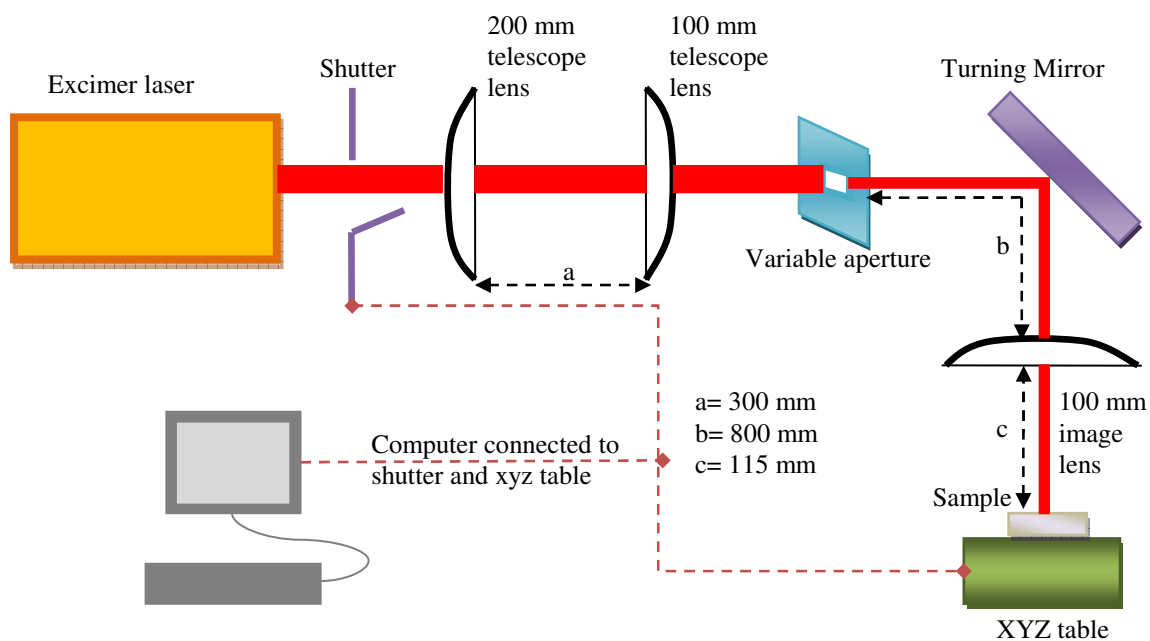 Excimer laser
Shutter
200 mm
telescope
lens
100 mm
telescope
lens
Turning Mirror
a
Variable aperture
b
a= 300 mm
b= 800 mm
c= 115 mm
c
100 mm
image
lens
Computer connected to
shutter and xyz table
Sample
XYZ table